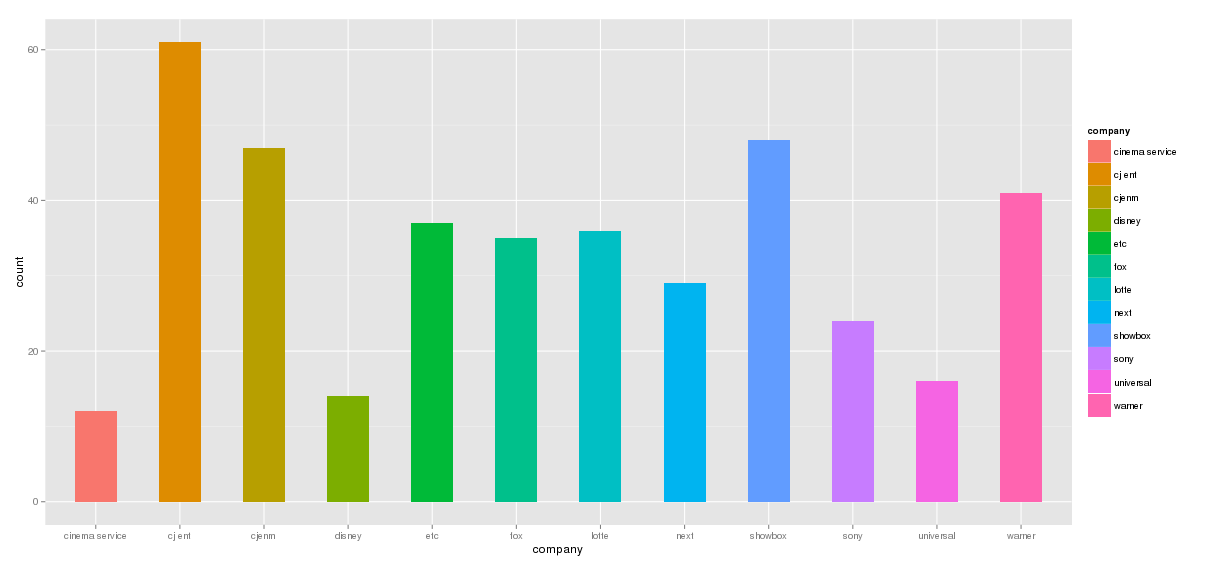 60
40
20
0
count
cinema service cj ent cjenm disney etc fox lotte next showbox sony universal warner
company
company
cinema service
cj ent
cjenm
disney
etc
fox
lotte
next
showbox
sony
universal
warner